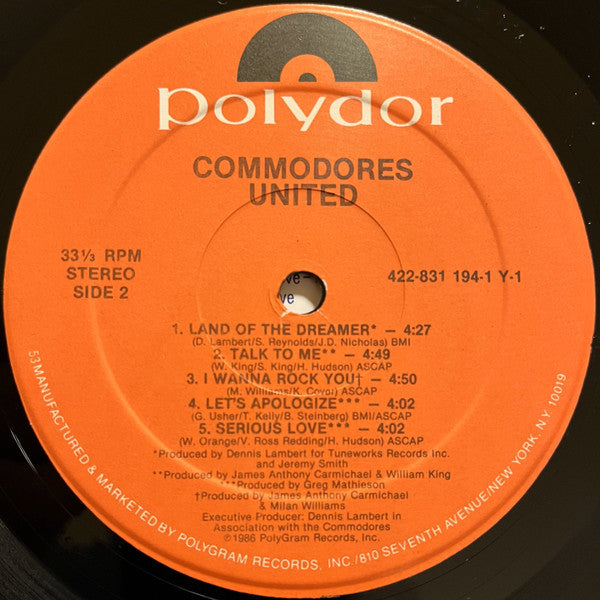 polydor
COMMODORES
UNITED
33⅓ RPM
STEREO
SIDE 2
422-831 194-1 Y-1
ve
1. LAND OF THE DREAMER* – 4:27
(D. Lambert/S. Reynolds/J.D. Nicholas) BMI
2. TALK TO ME** – 4:49
(W. King/S. King/H. Hudson) ASCAP
3. I WANNA ROCK YOU† – 4:50
(M. Williams/K. Covol) ASCAP
4. LET'S APOLOGIZE*** – 4:02
(G. Usher/T. Kelly/B. Steinberg) BMI/ASCAP
5. SERIOUS LOVE*** – 4:02
(W. Orange/V. Ross Redding/H. Hudson) ASCAP
*Produced by Dennis Lambert for Tuneworks Records Inc.
and Jeremy Smith
**Produced by James Anthony Carmichael & William King
***Produced by Greg Mathieson
†Produced by James Anthony Carmichael
& Milan Williams
Executive Producer: Dennis Lambert in
Association with the Commodores
℗1986 PolyGram Records, Inc.
53MANUFACTURED & MARKETED BY POLYGRAM RECORDS, INC./810 SEVENTH AVENUE/NEW YORK, N.Y. 10019